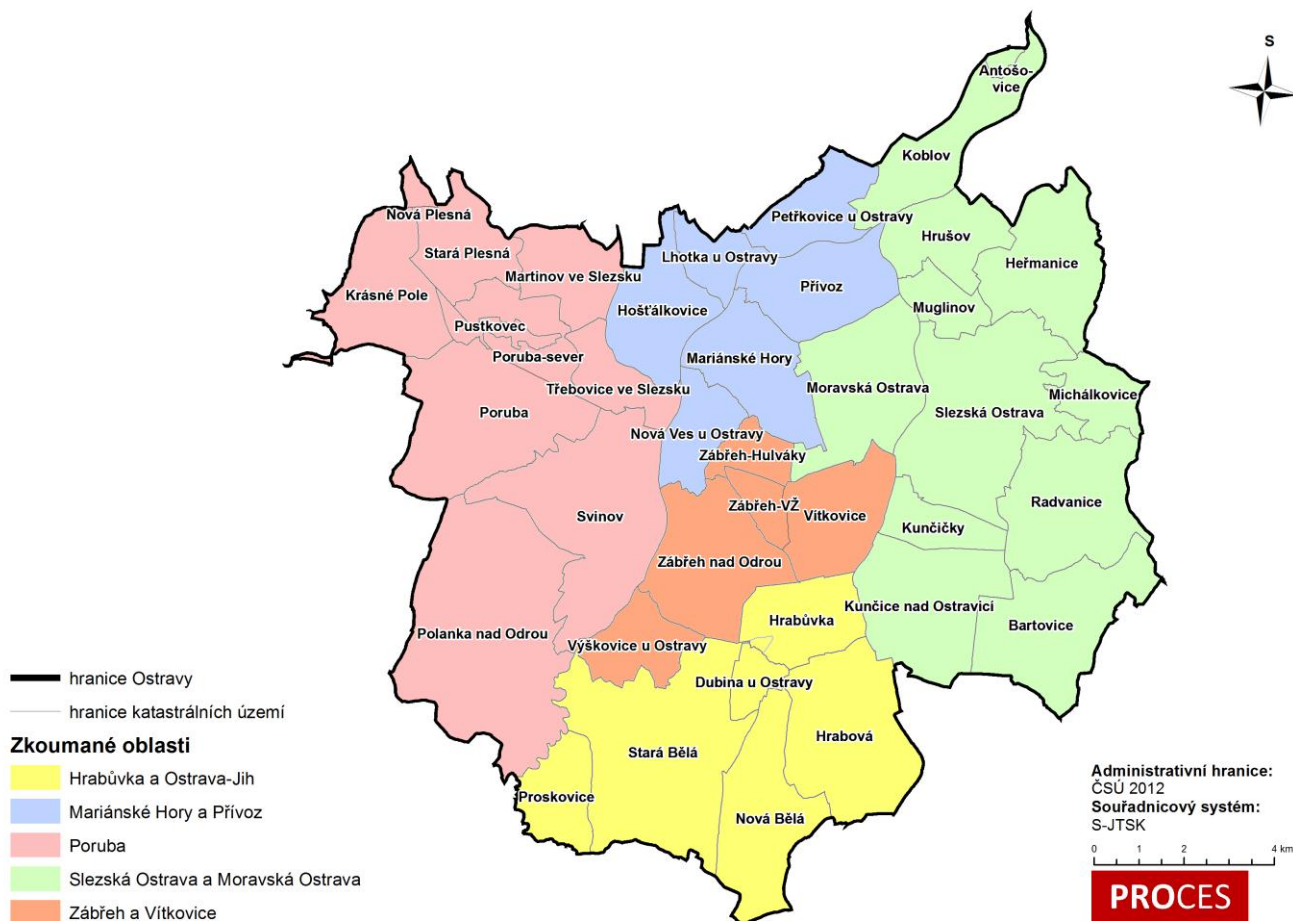 S
Antošo-
vice
Koblov
Petřkovice u Ostravy
Nová Plesná
Hrušov
Stará Plesná
Lhotka u Ostravy
Heřmanice
Martinov ve Slezsku
Přívoz
Krásné Pole
Hošťálkovice
Muglinov
Pustkovec
Poruba-sever
Mariánské Hory
Třebovice ve Slezsku
Moravská Ostrava
Michálkovice
Poruba
Slezská Ostrava
Nová Ves u Ostravy
Zábřeh-Hulváky
Radvanice
Zábřeh-VŽ
Svinov
Vítkovice
Kunčičky
Zábřeh nad Odrou
Kunčice nad Ostravicí
Hrabůvka
Bartovice
Polanka nad Odrou
Výškovice u Ostravy
Dubina u Ostravy
Hrabová
Stará Bělá
Proskovice
Nová Bělá
hranice Ostravy
hranice katastrálních území
Zkoumané oblasti
Hrabůvka a Ostrava-Jih
Mariánské Hory a Přívoz
Poruba
Slezská Ostrava a Moravská Ostrava
Zábřeh a Vítkovice
Administrativní hranice:
ČSÚ 2012
Souřadnicový systém:
S-JTSK
0 1 2 4 km
PROCES